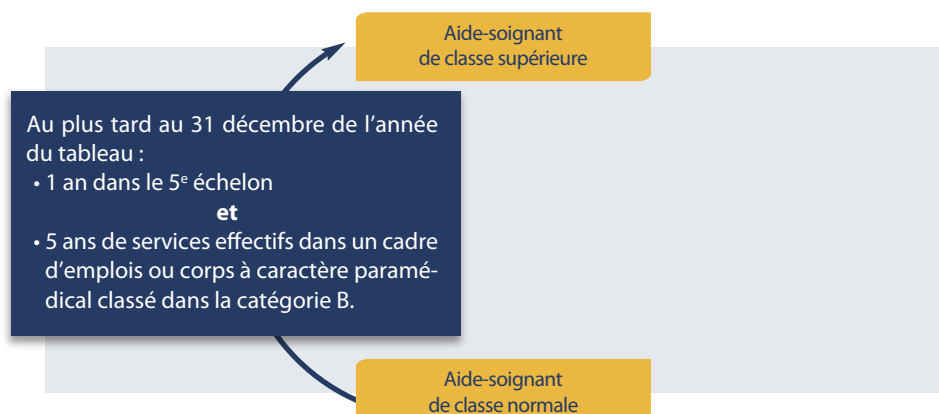 Aide-soignant
de classe supérieure
Au plus tard au 31 décembre de l’année
du tableau :
• 1 an dans le 5e échelon
et
• 5 ans de services effectifs dans un cadre
d’emplois ou corps à caractère paramé-
dical classé dans la catégorie B.
Aide-soignant
de classe normale